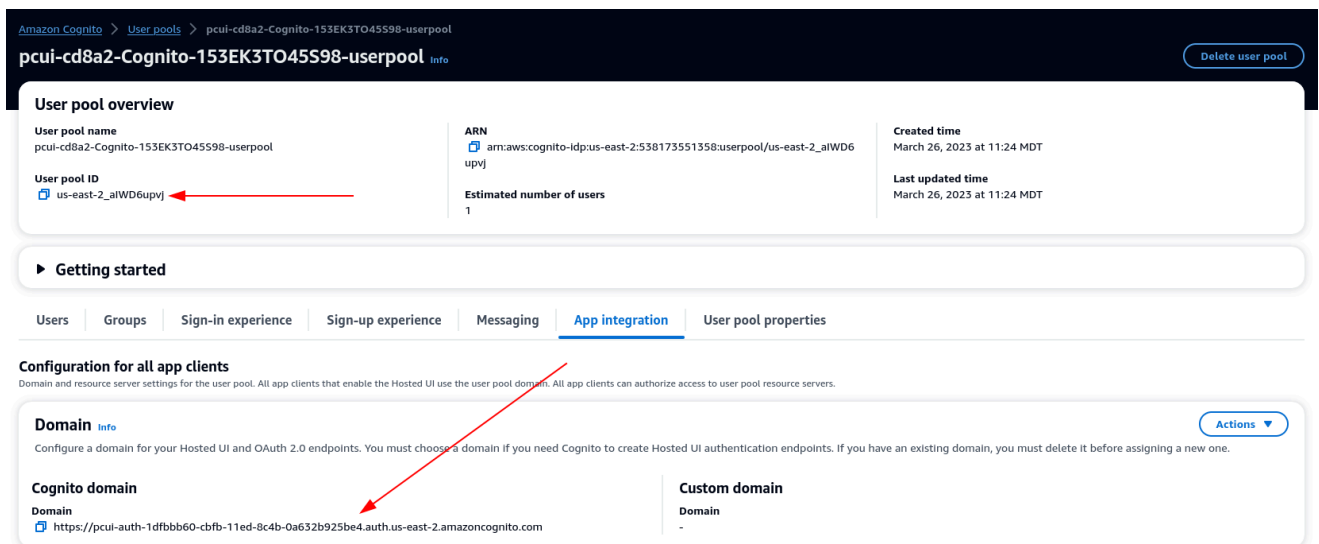 Amazon Cognito > User pools > pcui-cd8a2-Cognito-153EK3TO45S98-userpool
pcui-cd8a2-Cognito-153EK3TO45S98-userpool Info
Delete user pool
User pool overview
User pool name
pcui-cd8a2-Cognito-153EK3TO45S98-userpool
User pool ID
us-east-2_aIWD6upvj
ARN
arn:aws:cognito-idp:us-east-2:538173551358:userpool/us-east-2_aIWD6
upvj
Estimated number of users
1
Created time
March 26, 2023 at 11:24 MDT
Last updated time
March 26, 2023 at 11:24 MDT
Getting started
Users Groups Sign-in experience Sign-up experience Messaging App integration User pool properties
Configuration for all app clients
Domain and resource server settings for the user pool. All app clients that enable the Hosted UI use the user pool domain. All app clients can authorize access to user pool resource servers.
Domain Info
Actions
Configure a domain for your Hosted UI and OAuth 2.0 endpoints. You must choose a domain if you need Cognito to create Hosted UI authentication endpoints. If you have an existing domain, you must delete it before assigning a new one.
Cognito domain
Domain
https://pcui-auth-1dfbbb60-cbfb-11ed-8c4b-0a632b925be4.auth.us-east-2.amazoncognito.com
Custom domain
Domain
-